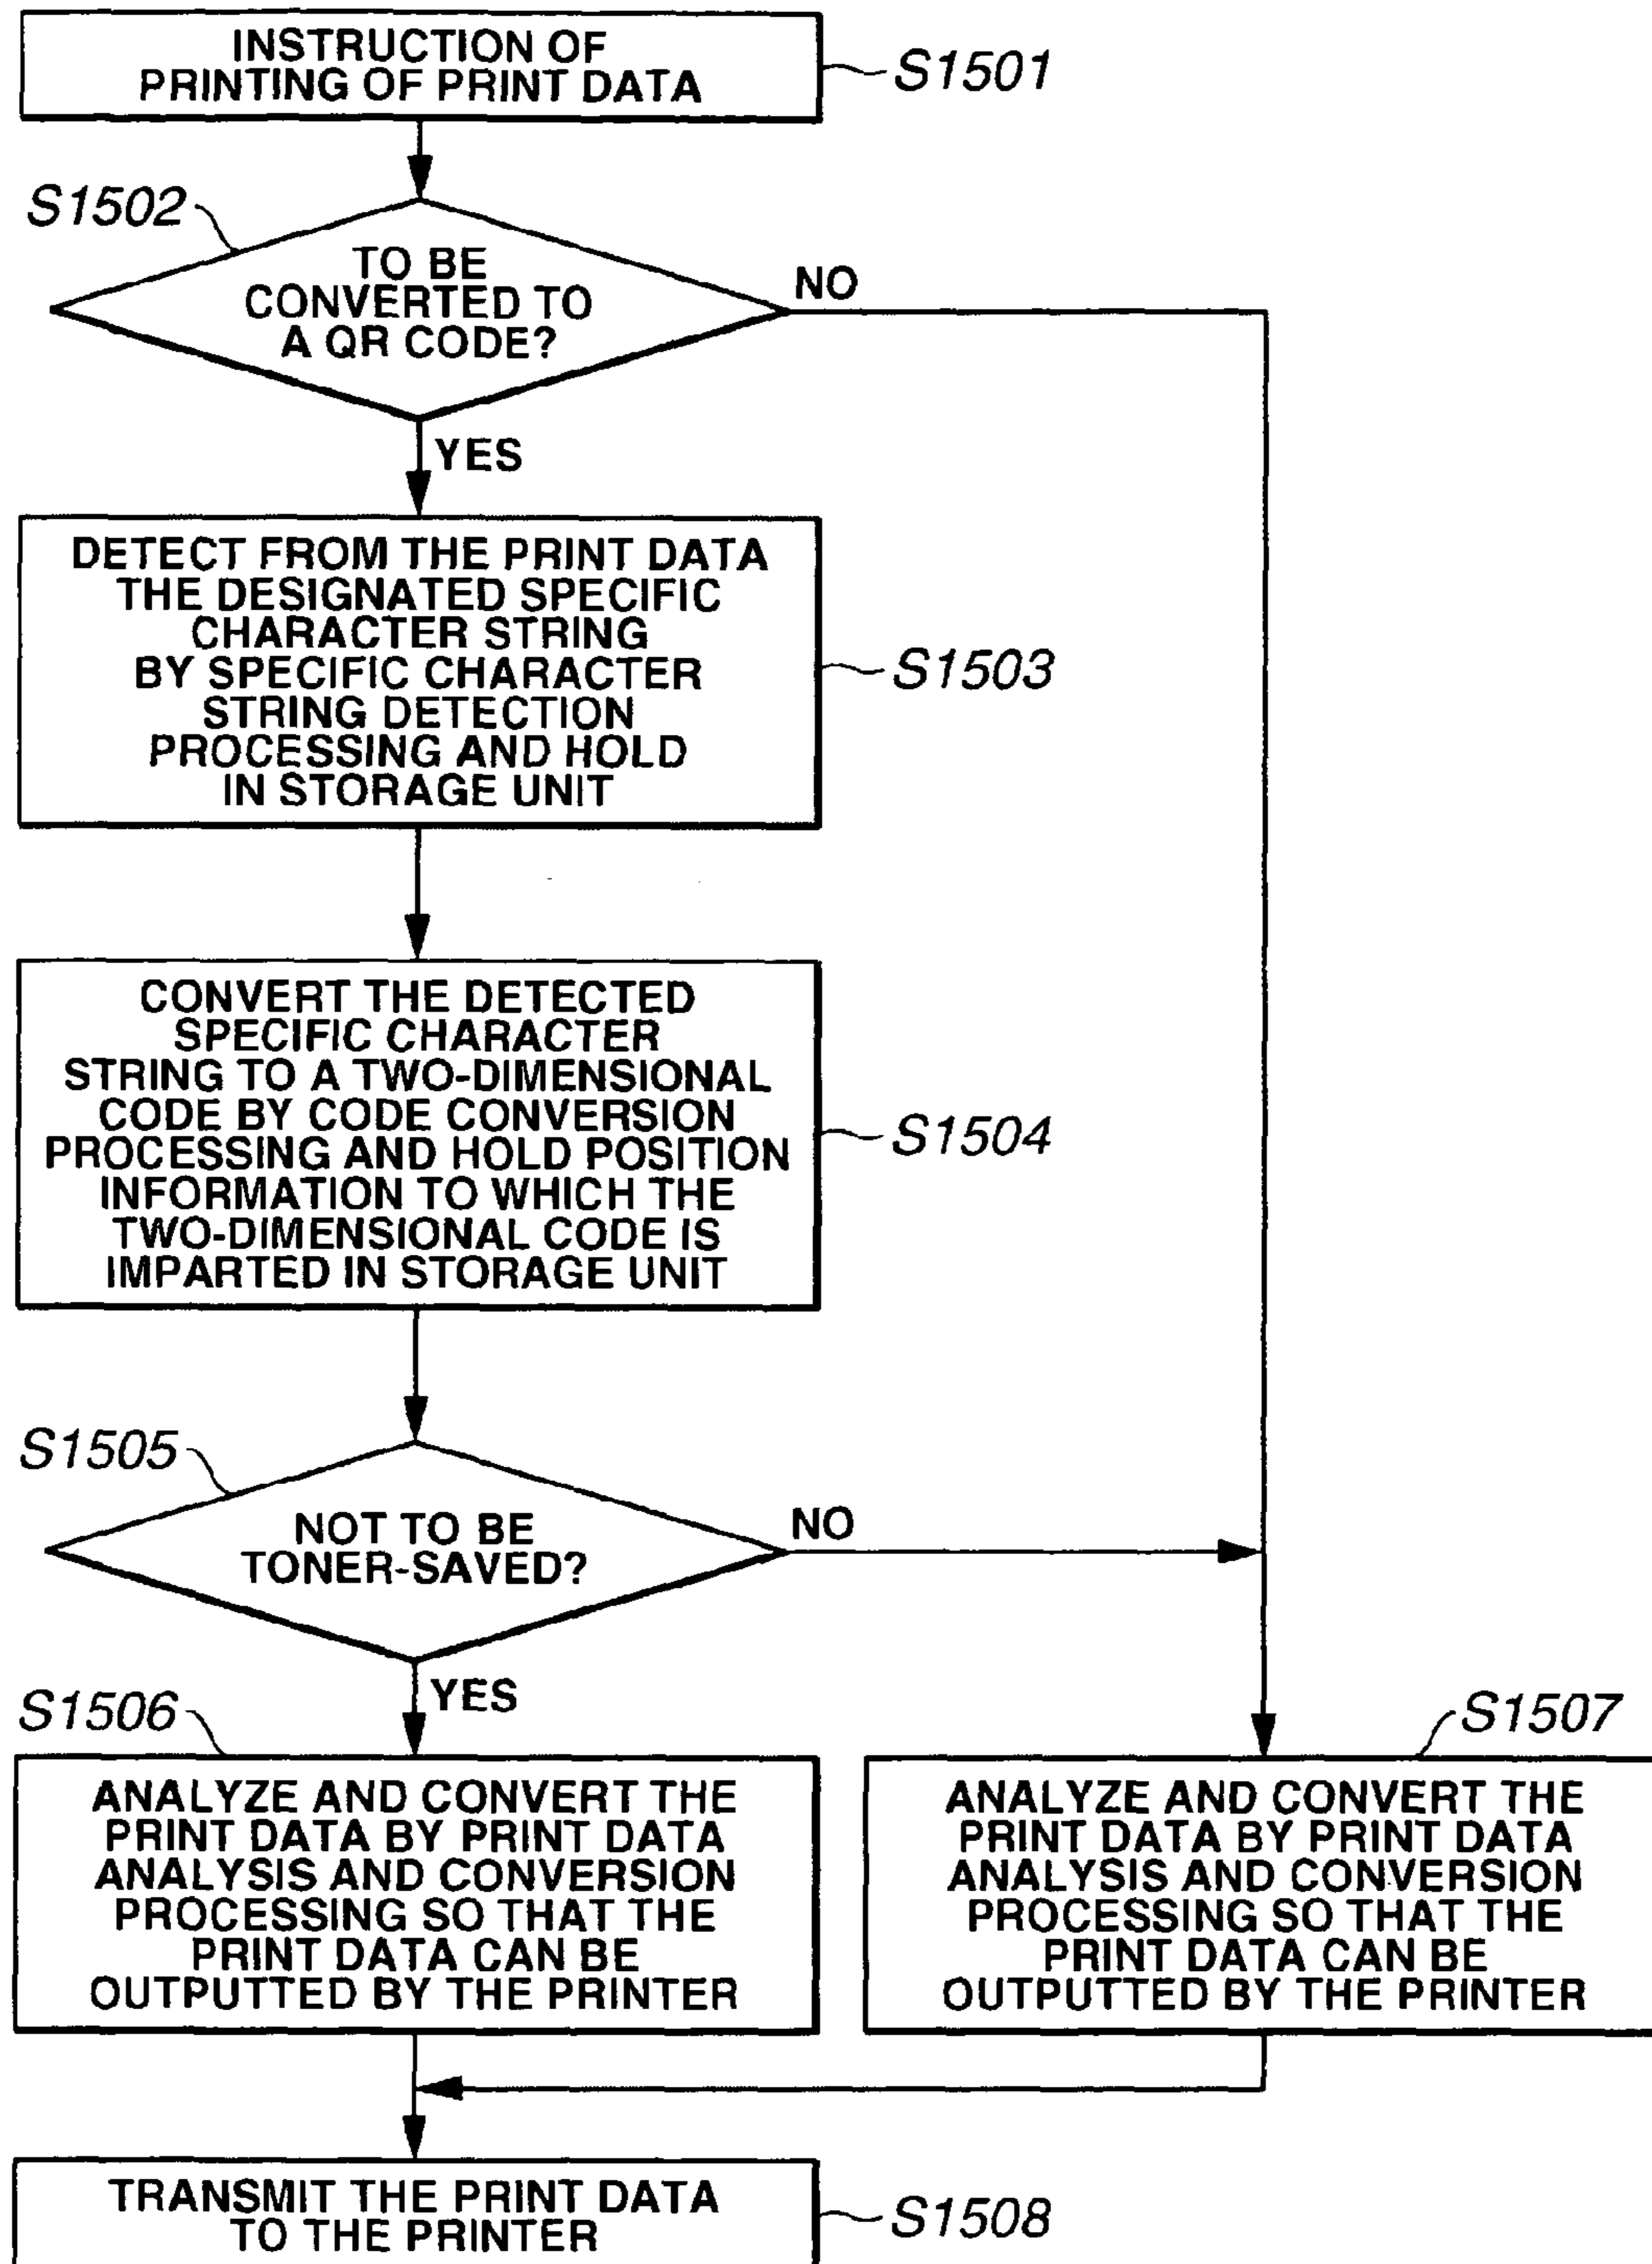 INSTRUCTION OF
PRINTING OF PRINT DATA
S1501
S1502
TO BE
CONVERTED TO
A QR CODE?
NO
YES
DETECT FROM THE PRINT DATA
THE DESIGNATED SPECIFIC
CHARACTER STRING
BY SPECIFIC CHARACTER
STRING DETECTION
PROCESSING AND HOLD
IN STORAGE UNIT
S1503
CONVERT THE DETECTED
SPECIFIC CHARACTER
STRING TO A TWO-DIMENSIONAL
CODE BY CODE CONVERSION
PROCESSING AND HOLD POSITION
INFORMATION TO WHICH THE
TWO-DIMENSIONAL CODE IS
IMPARTED IN STORAGE UNIT
S1504
S1505
NOT TO BE
TONER-SAVED?
NO
YES
S1506
ANALYZE AND CONVERT THE
PRINT DATA BY PRINT DATA
ANALYSIS AND CONVERSION
PROCESSING SO THAT THE
PRINT DATA CAN BE
OUTPUTTED BY THE PRINTER
S1507
ANALYZE AND CONVERT THE
PRINT DATA BY PRINT DATA
ANALYSIS AND CONVERSION
PROCESSING SO THAT THE
PRINT DATA CAN BE
OUTPUTTED BY THE PRINTER
TRANSMIT THE PRINT DATA
TO THE PRINTER
S1508